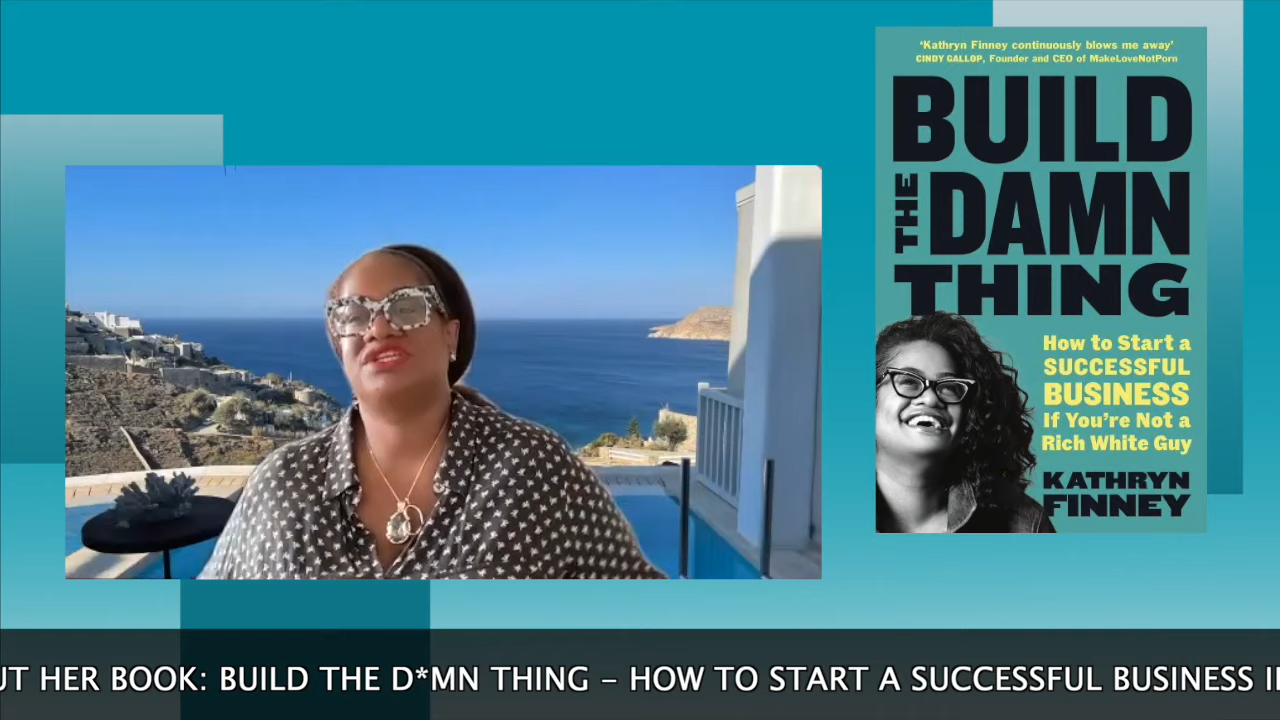 ‘Kathryn Finney continuously blows me away’
CINDY GALLOP, Founder and CEO of MakeLoveNotPorn
BUILD
THE DAMN
THING
How to Start a
SUCCESSFUL
BUSINESS
If You’re Not a
Rich White Guy
KATHRYN
FINNEY
UT HER BOOK: BUILD THE D*MN THING – HOW TO START A SUCCESSFUL BUSINESS I